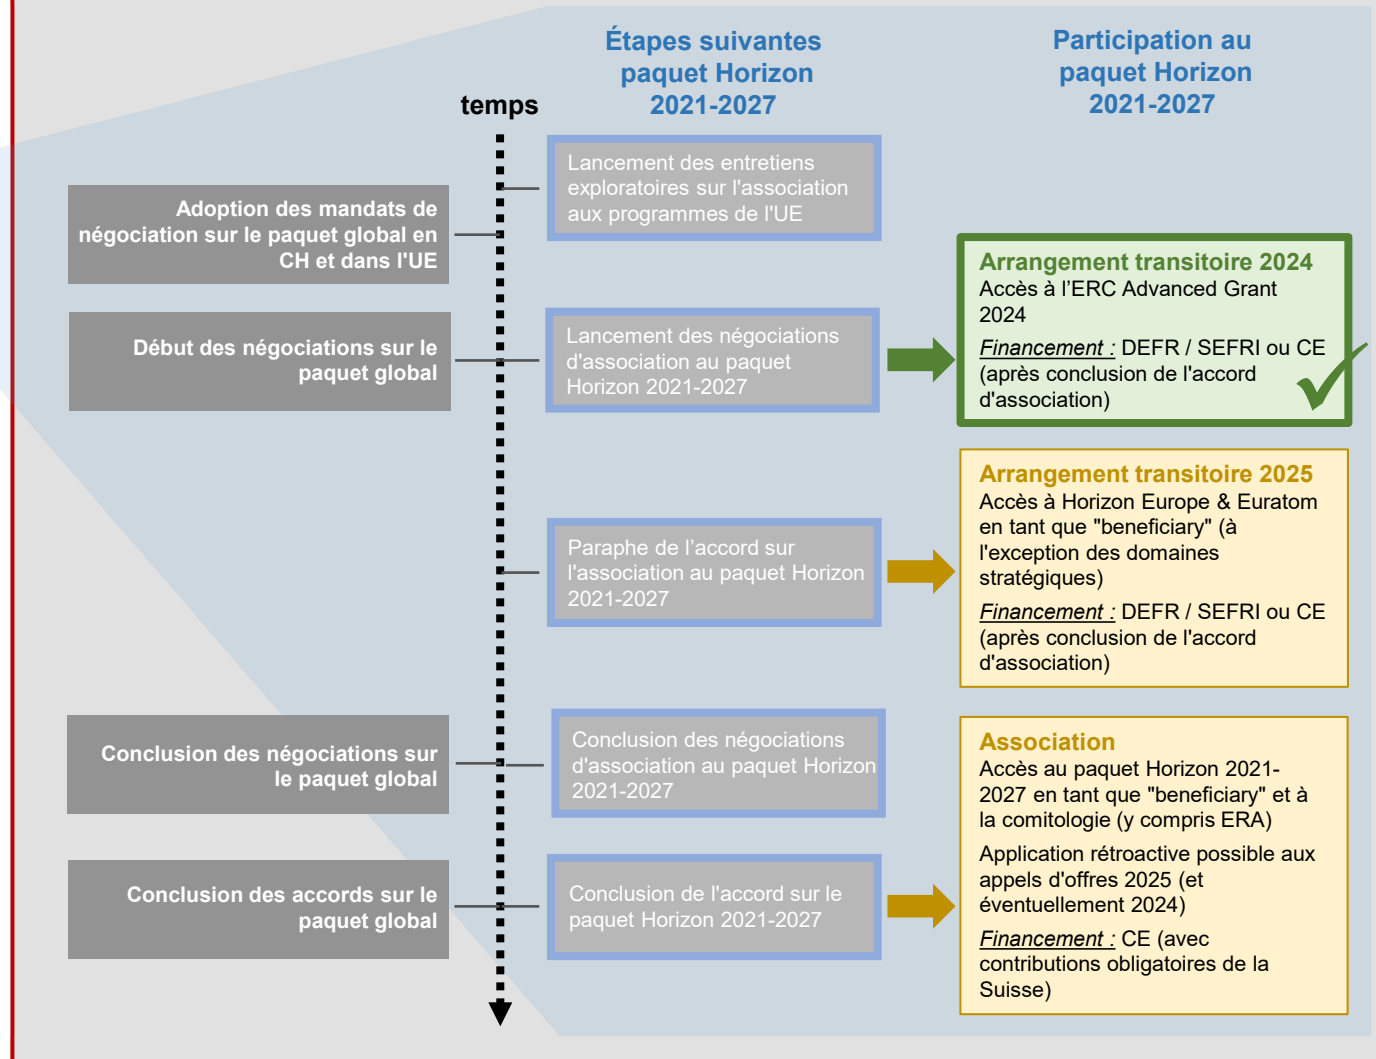 Étapes suivantes
paquet Horizon
2021-2027
Participation au
paquet Horizon
2021-2027
temps
Lancement des entretiens
exploratoires sur l'association
aux programmes de l'UE
Adoption des mandats de
négociation sur le paquet global en
CH et dans l'UE
Début des négociations sur le
paquet global
Lancement des négociations
d'association au paquet
Horizon 2021-2027
Arrangement transitoire 2024
Accès à l’ERC Advanced Grant
2024
Financement : DEFR / SEFRI ou CE
(après conclusion de l'accord
d'association)
Paraphe de l’accord sur
l'association au paquet Horizon
2021-2027
Arrangement transitoire 2025
Accès à Horizon Europe & Euratom
en tant que "beneficiary" (à
l'exception des domaines
stratégiques)
Financement : DEFR / SEFRI ou CE
(après conclusion de l'accord
d'association)
Conclusion des négociations sur
le paquet global
Conclusion des négociations
d'association au paquet Horizon
2021-2027
Conclusion des accords sur le
paquet global
Conclusion de l'accord sur le
paquet Horizon 2021-2027
Association
Accès au paquet Horizon 2021-
2027 en tant que "beneficiary" et à
la comitologie (y compris ERA)
Application rétroactive possible aux
appels d'offres 2025 (et
éventuellement 2024)
Financement : CE (avec
contributions obligatoires de la
Suisse)